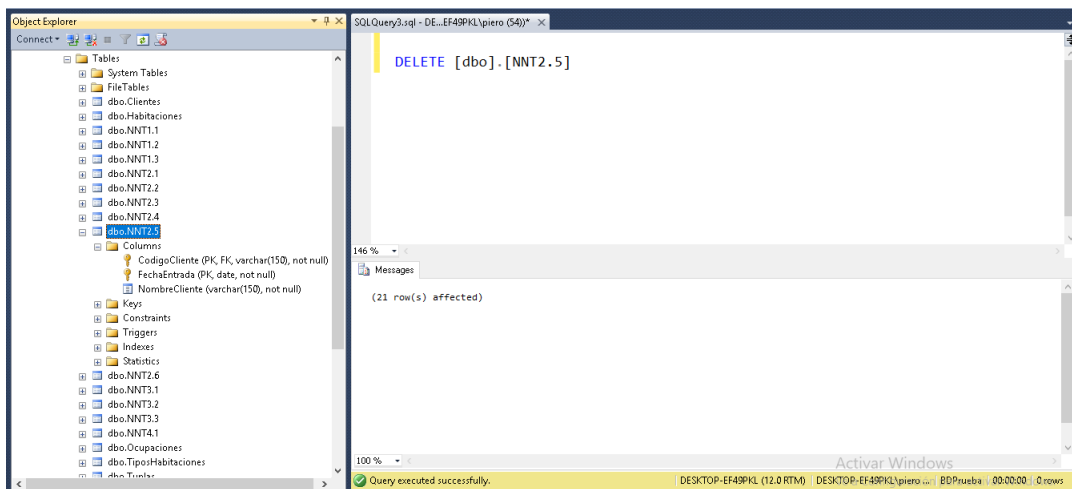 Object Explorer
Connect
Tables
System Tables
FileTables
dbo.Clientes
dbo.Habitaciones
dbo.NNT1.1
dbo.NNT1.2
dbo.NNT1.3
dbo.NNT2.1
dbo.NNT2.2
dbo.NNT2.3
dbo.NNT2.4
dbo.NNT2.5
Columns
CodigoCliente (PK, FK, varchar(150), not null)
FechaEntrada (PK, date, not null)
NombreCliente (varchar(150), not null)
Keys
Constraints
Triggers
Indexes
Statistics
dbo.NNT2.6
dbo.NNT3.1
dbo.NNT3.2
dbo.NNT3.3
dbo.NNT4.1
dbo.Ocupaciones
dbo.TiposHabitaciones
dbo.Tuplas
SQLQuery3.sql - DE...EF49PKL\piero (54))*
DELETE [dbo].[NNT2.5]
146 %
Messages
(21 row(s) affected)
100 %
Activar Windows
Query executed successfully.
DESKTOP-EF49PKL (12.0 RTM)
DESKTOP-EF49PKL\piero ...
BDPrueba
00:00:00
0 rows